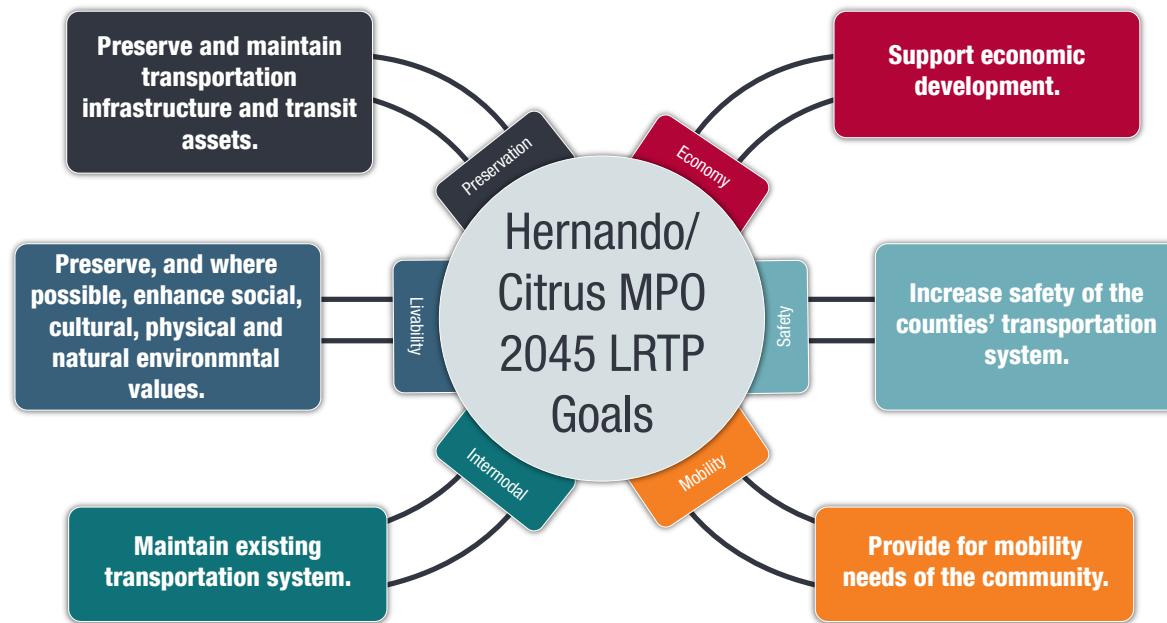 Preserve and maintain
transportation
infrastructure and transit
assets.
Support economic
development.
Preservation
Economy
Hernando/
Citrus MPO
2045 LRTP
Goals
Preserve, and where
possible, enhance social,
cultural, physical and
natural environmntal
values.
Livability
Safety
Increase safety of the
counties’ transportation
system.
Intermodal
Mobility
Maintain existing
transportation system.
Provide for mobility
needs of the community.